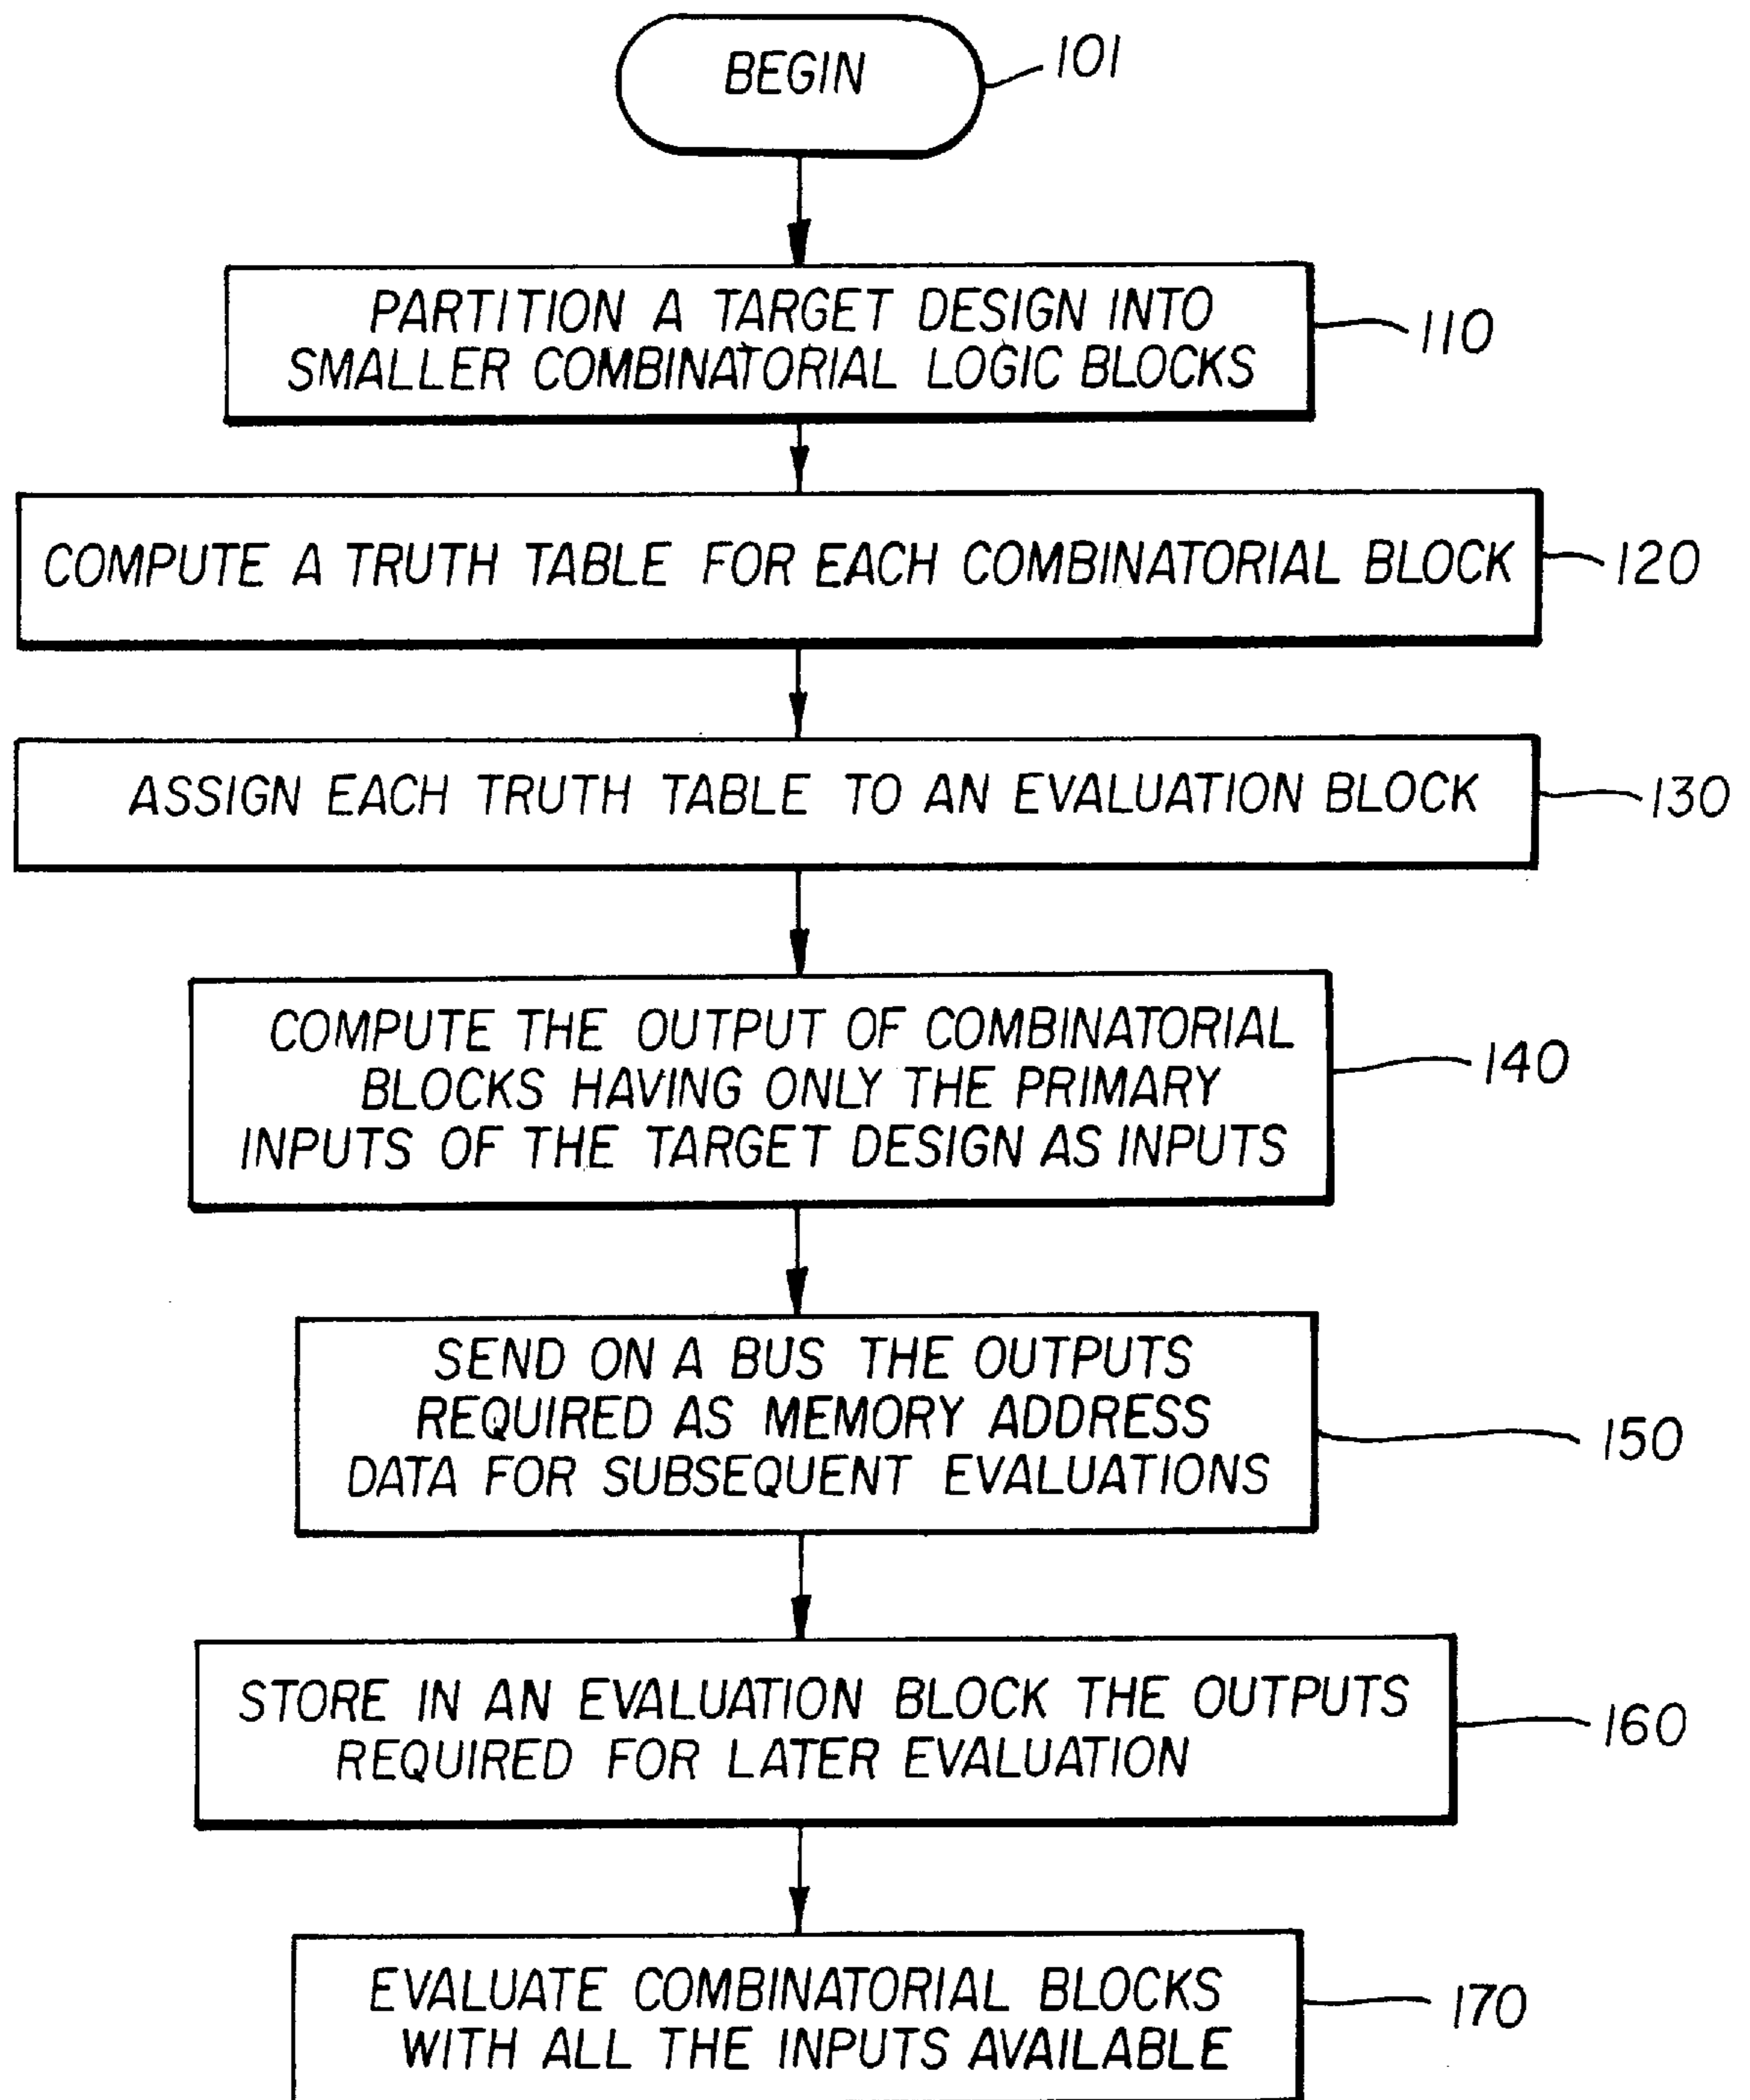 BEGIN
101
PARTITION A TARGET DESIGN INTO
SMALLER COMBINATORIAL LOGIC BLOCKS
110
COMPUTE A TRUTH TABLE FOR EACH COMBINATORIAL BLOCK
120
ASSIGN EACH TRUTH TABLE TO AN EVALUATION BLOCK
130
COMPUTE THE OUTPUT OF COMBINATORIAL
BLOCKS HAVING ONLY THE PRIMARY
INPUTS OF THE TARGET DESIGN AS INPUTS
140
SEND ON A BUS THE OUTPUTS
REQUIRED AS MEMORY ADDRESS
DATA FOR SUBSEQUENT EVALUATIONS
150
STORE IN AN EVALUATION BLOCK THE OUTPUTS
REQUIRED FOR LATER EVALUATION
160
EVALUATE COMBINATORIAL BLOCKS
WITH ALL THE INPUTS AVAILABLE
170